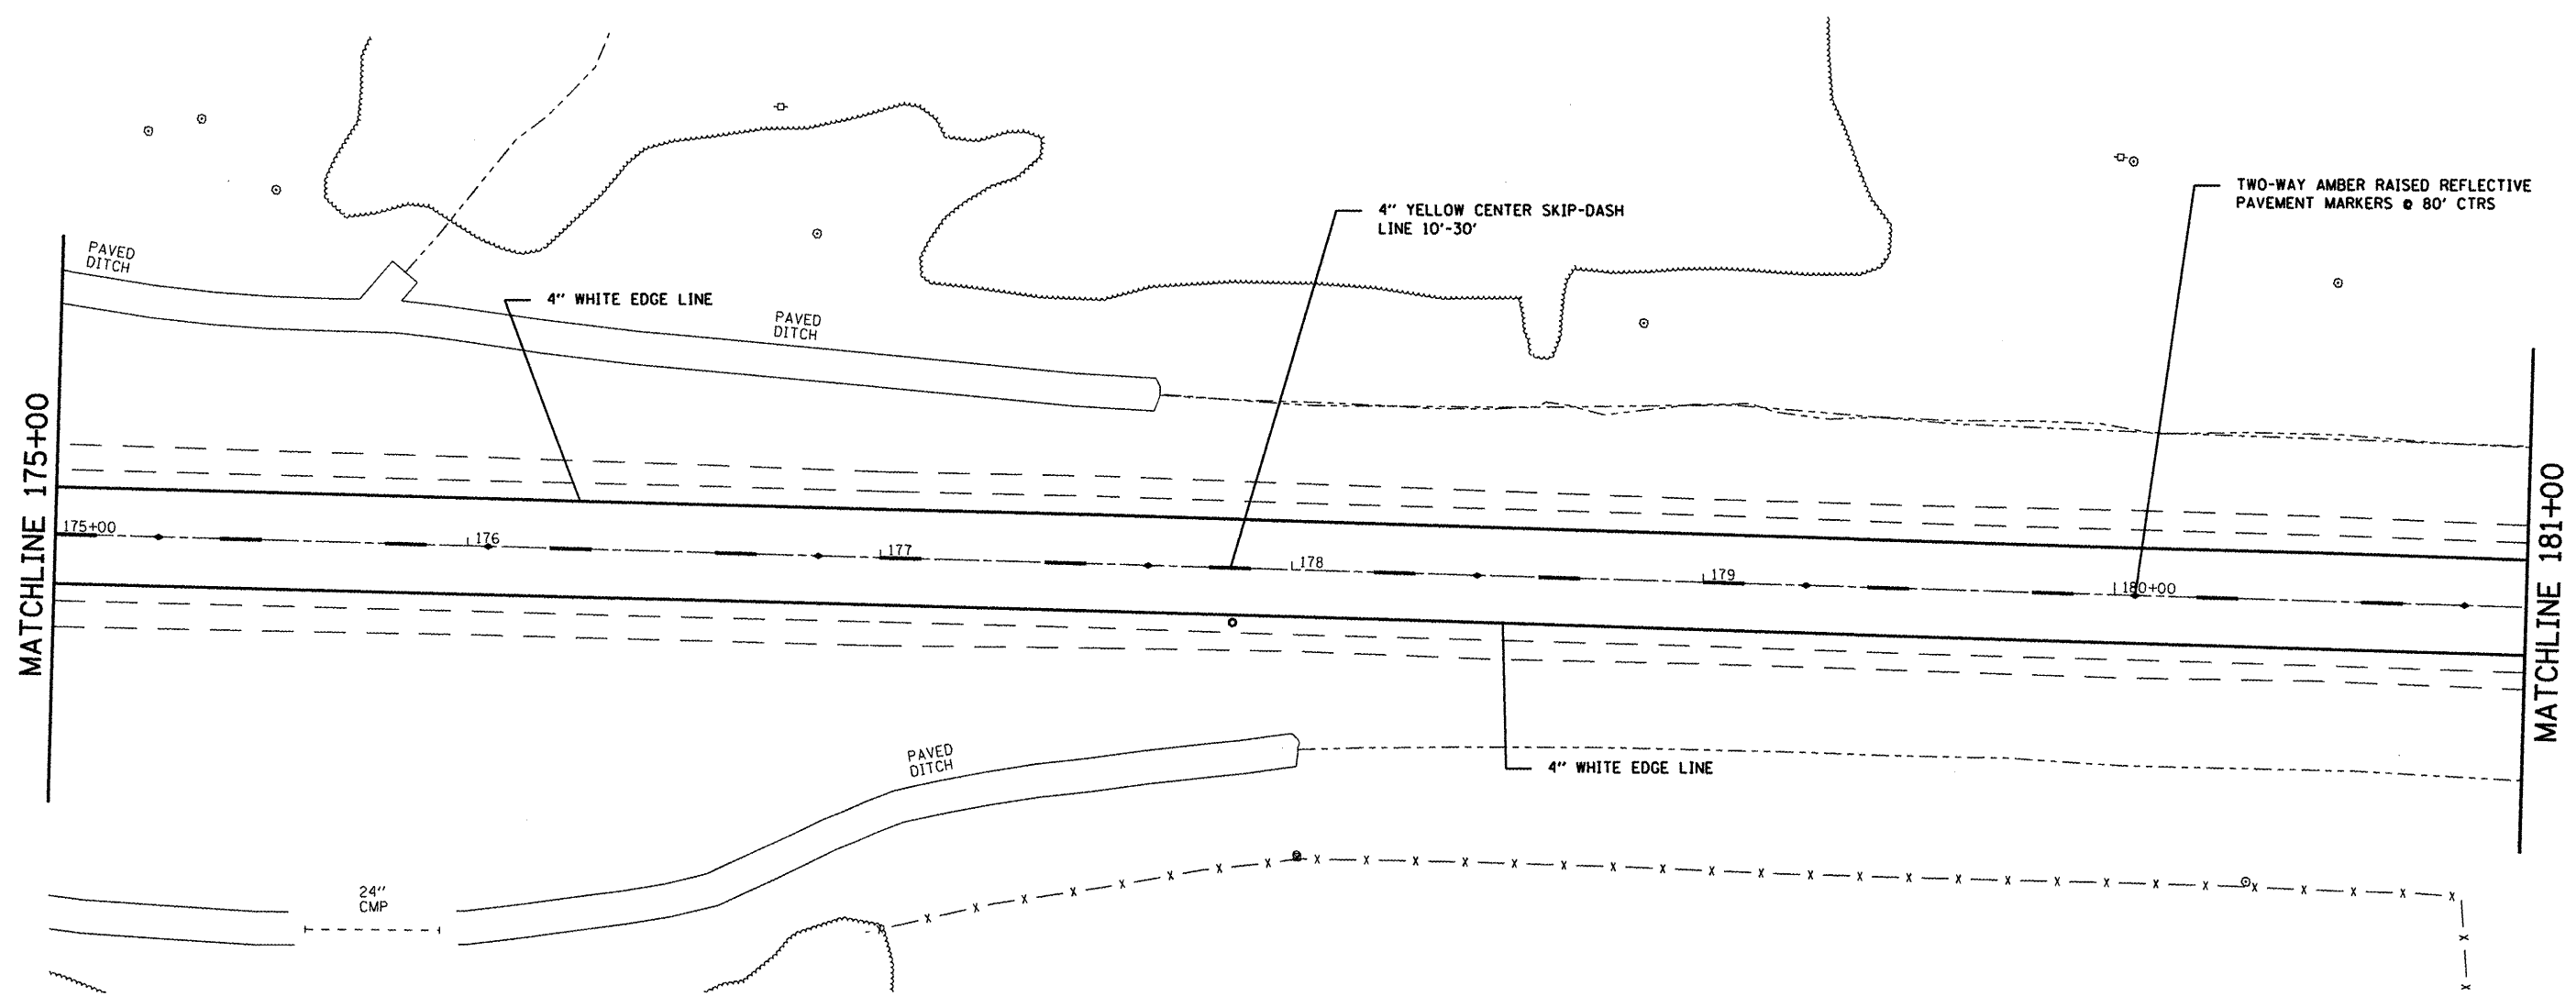 TWO-WAY AMBER RAISED REFLECTIVE
PAVEMENT MARKERS @ 80' CTRS
4" YELLOW CENTER SKIP-DASH
LINE 10'-30'
PAVED
DITCH
4" WHITE EDGE LINE
PAVED
DITCH
MATCHLINE 175+00
MATCHLINE 181+00
175+00
176
177
178
179
180+00
PAVED
DITCH
4" WHITE EDGE LINE
24"
CMP